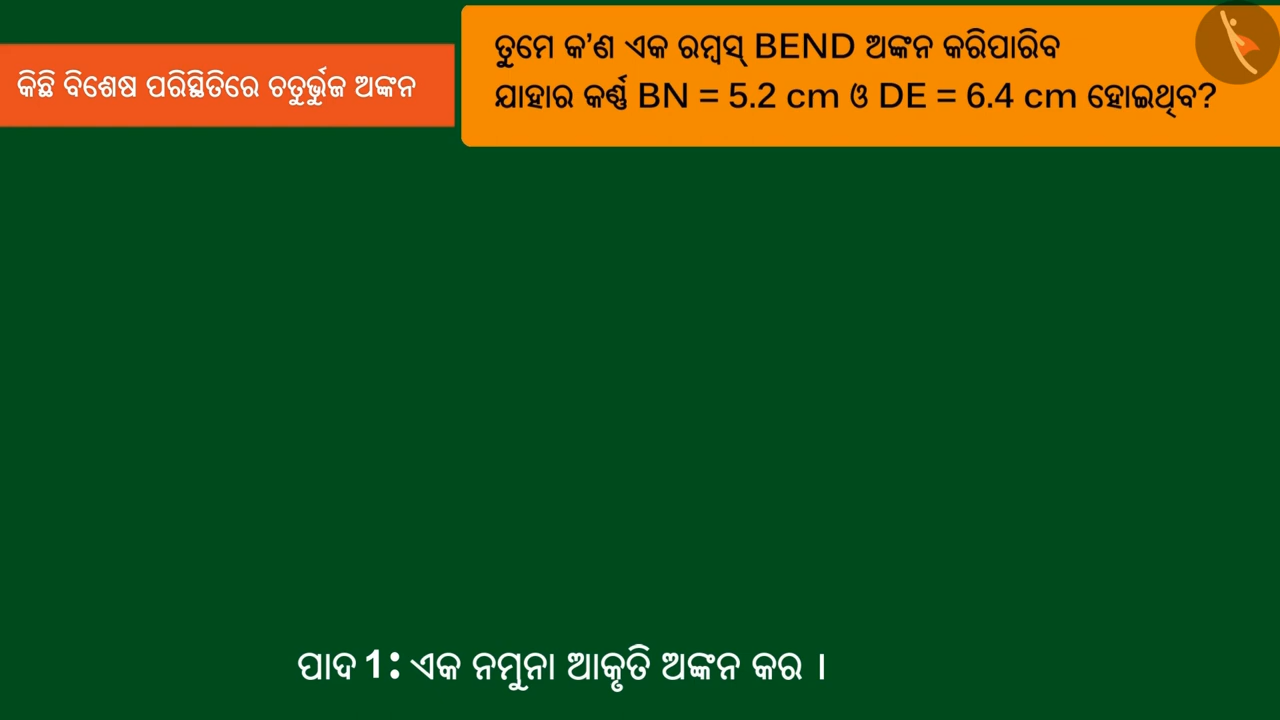 କିଛି ବିଶେଷ ପରିସ୍ଥିତିରେ ଚତୁର୍ଭୁଜ ଅଙ୍କନ
ତୁମେ କ’ଣ ଏକ ରମ୍ବସ୍ BEND ଅଙ୍କନ କରିପାରିବ
ଯାହାର କର୍ଣ୍ଣ BN = 5.2 cm ଓ DE = 6.4 cm ହୋଇଥିବ?
ପାଦ 1: ଏକ ନମୁନା ଆକୃତି ଅଙ୍କନ କର ।